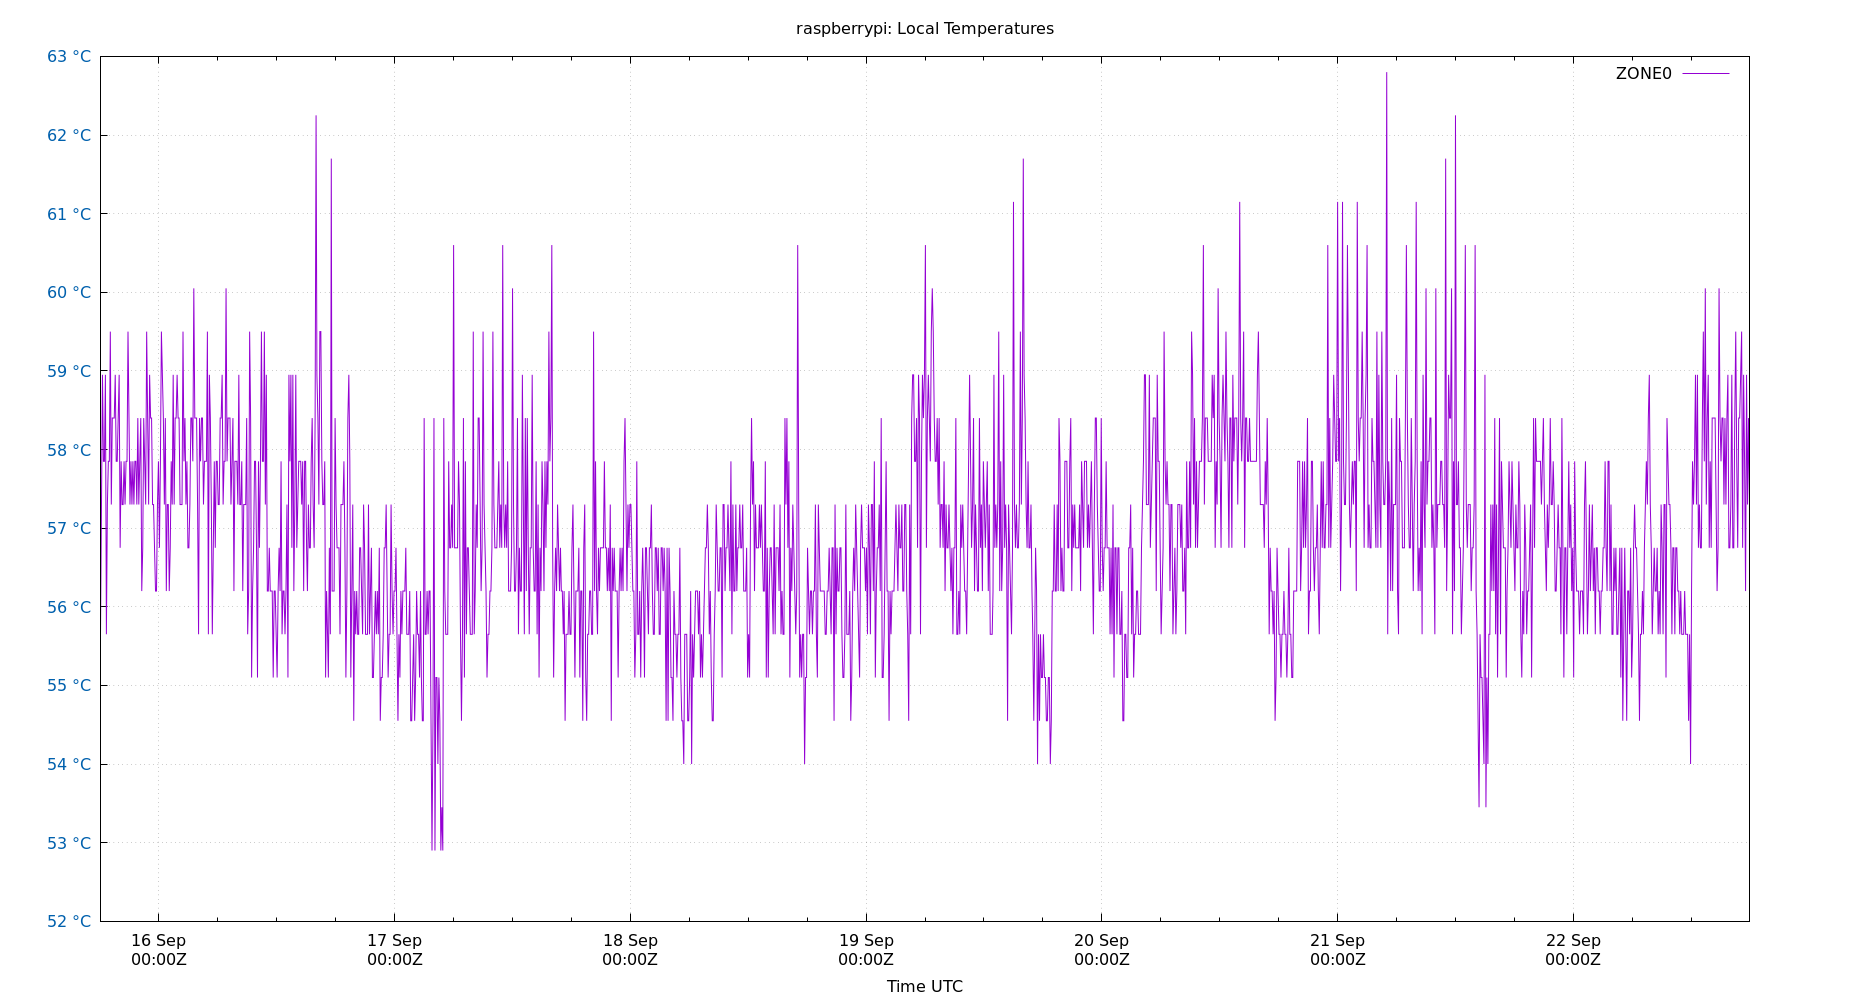 raspberrypi: Local Temperatures
63 °C
ZONE0
62 °C
61 °C
60 °C
59 °C
58 °C
57 °C
56 °C
55 °C
54 °C
53 °C
52 °C
16 Sep 17 Sep 18 Sep 19 Sep 20 Sep 21 Sep 22 Sep
00:00Z 00:00Z 00:00Z 00:00Z 00:00Z 00:00Z 00:00Z
Time UTC